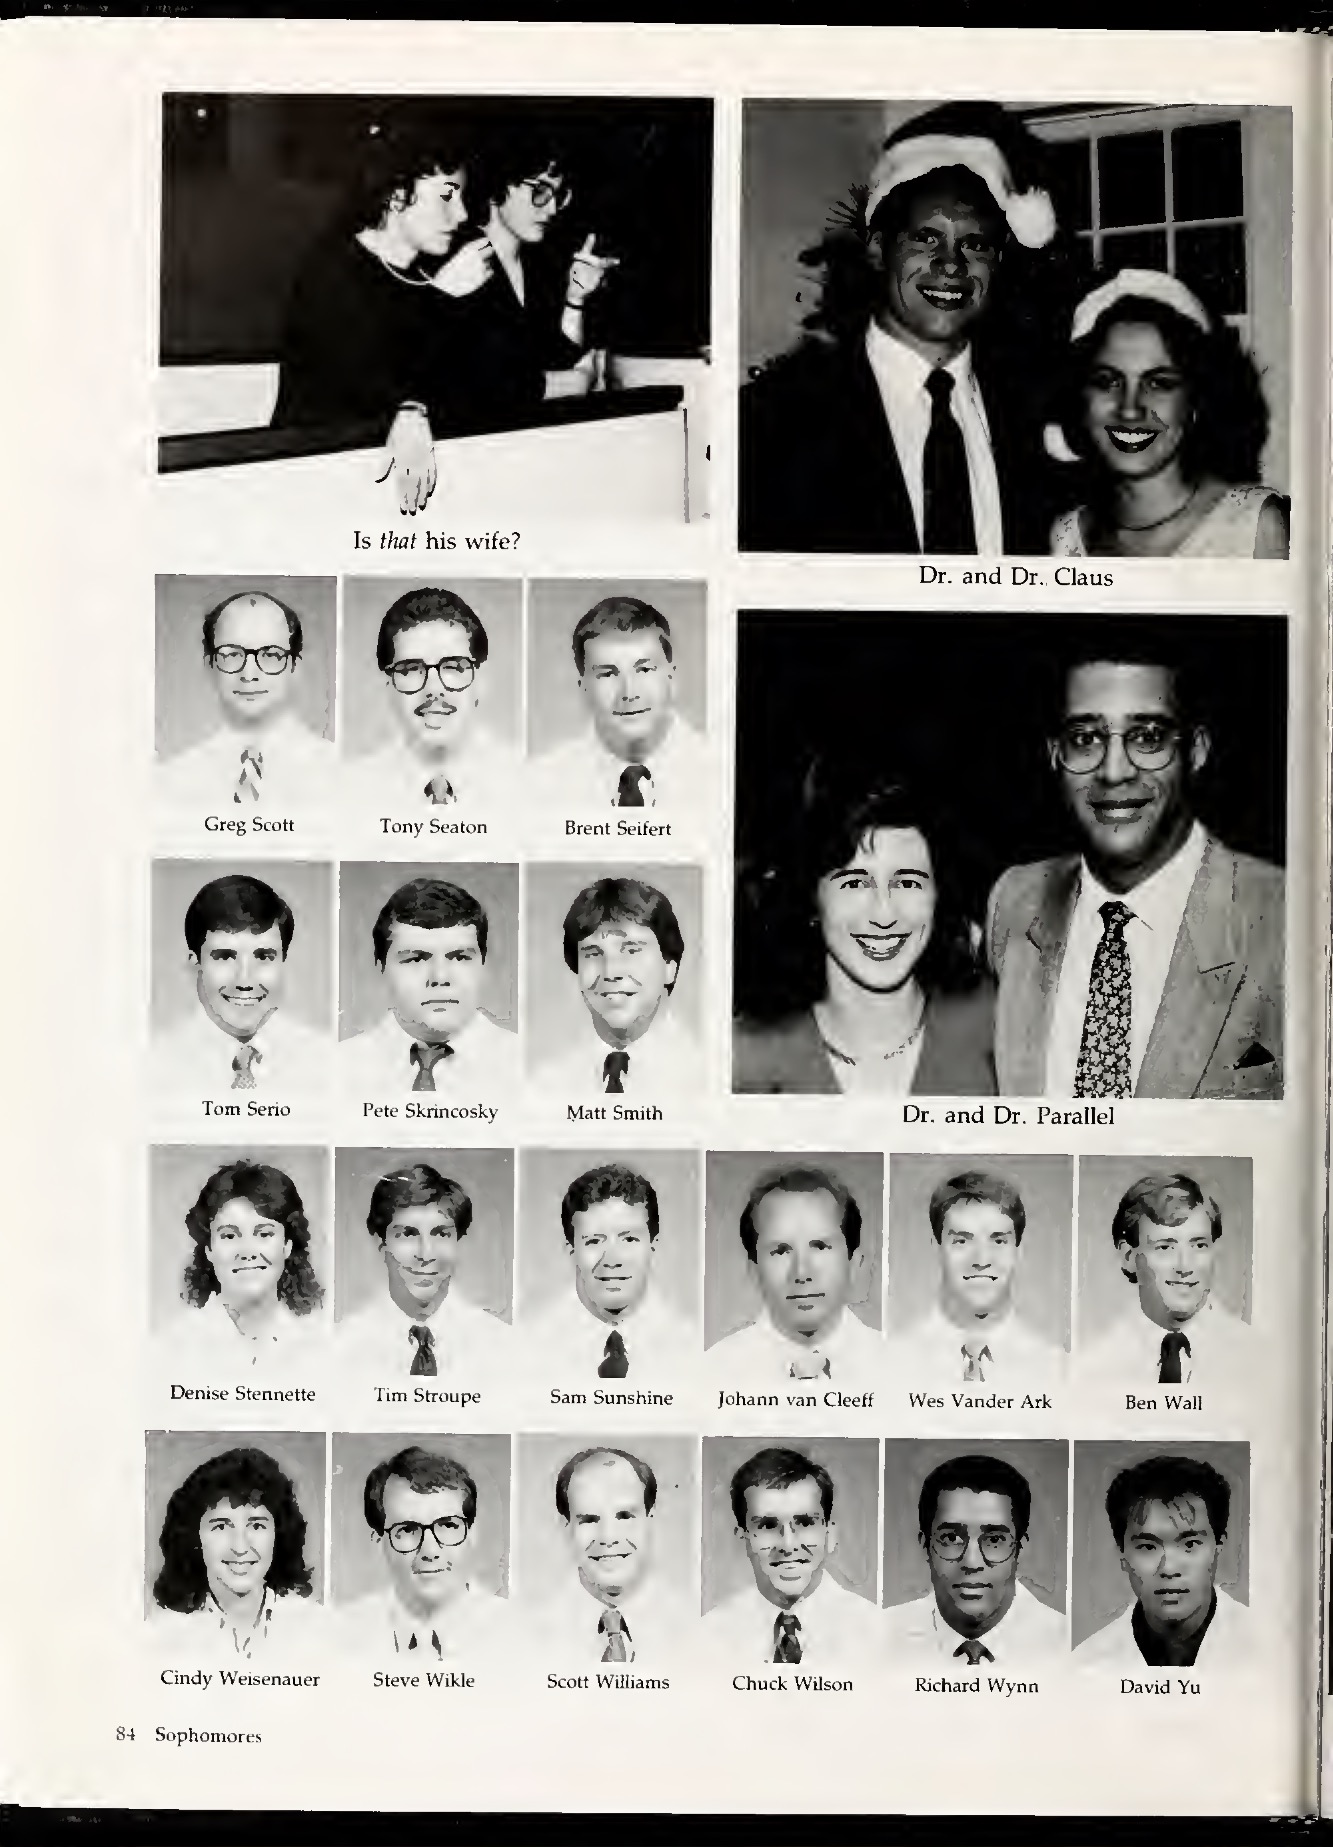 Is that his wife?
Dr. and Dr. Claus
Greg Scott
Tony Seaton
Brent Seifert
Tom Serio
Pete Skrincosky
Matt Smith
Dr. and Dr. Parallel
Denise Stennette
Tim Stroupe
Sam Sunshine
Johann van Cleeff
Wes Vander Ark
Ben Wall
Cindy Weisenauer
Steve Wikle
Scott Williams
Chuck Wilson
Richard Wynn
David Yu
84 Sophomores